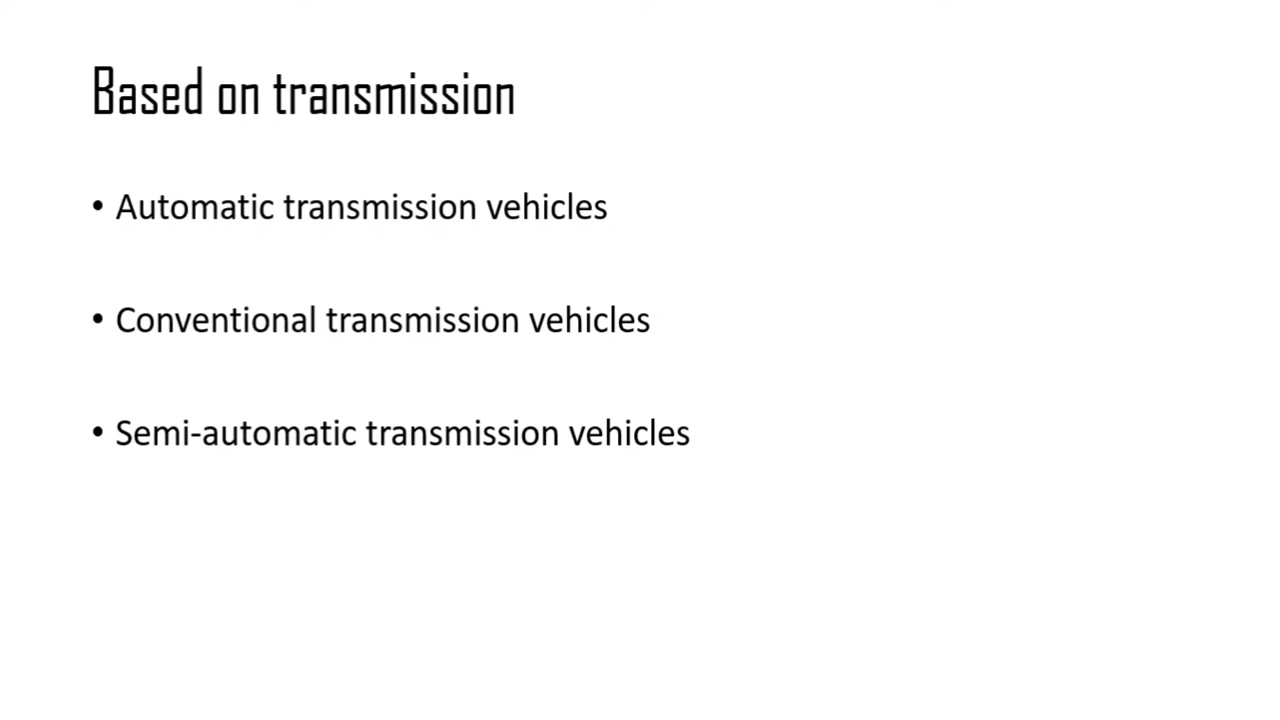 Based on transmission
• Automatic transmission vehicles
• Conventional transmission vehicles
• Semi-automatic transmission vehicles